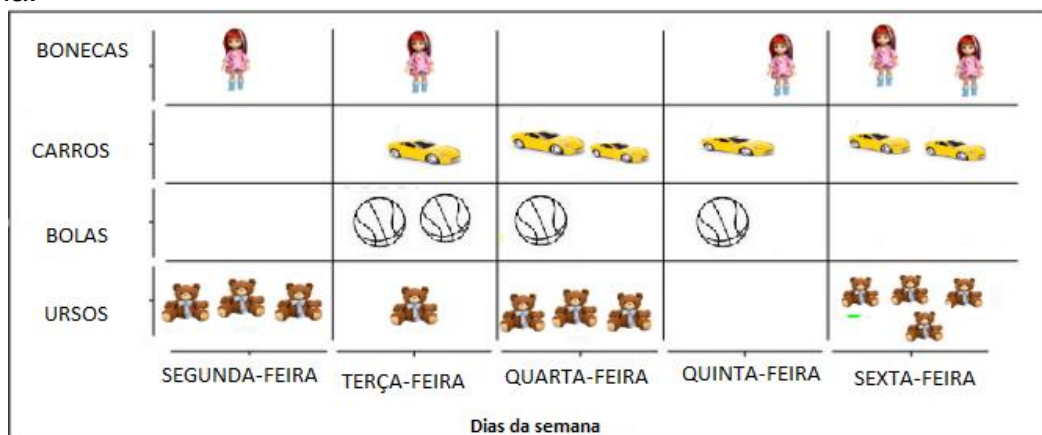 BONECAS
CARROS
BOLAS
URSOS
SEGUNDA-FEIRA TERÇA-FEIRA QUARTA-FEIRA QUINTA-FEIRA SEXTA-FEIRA
Dias da semana